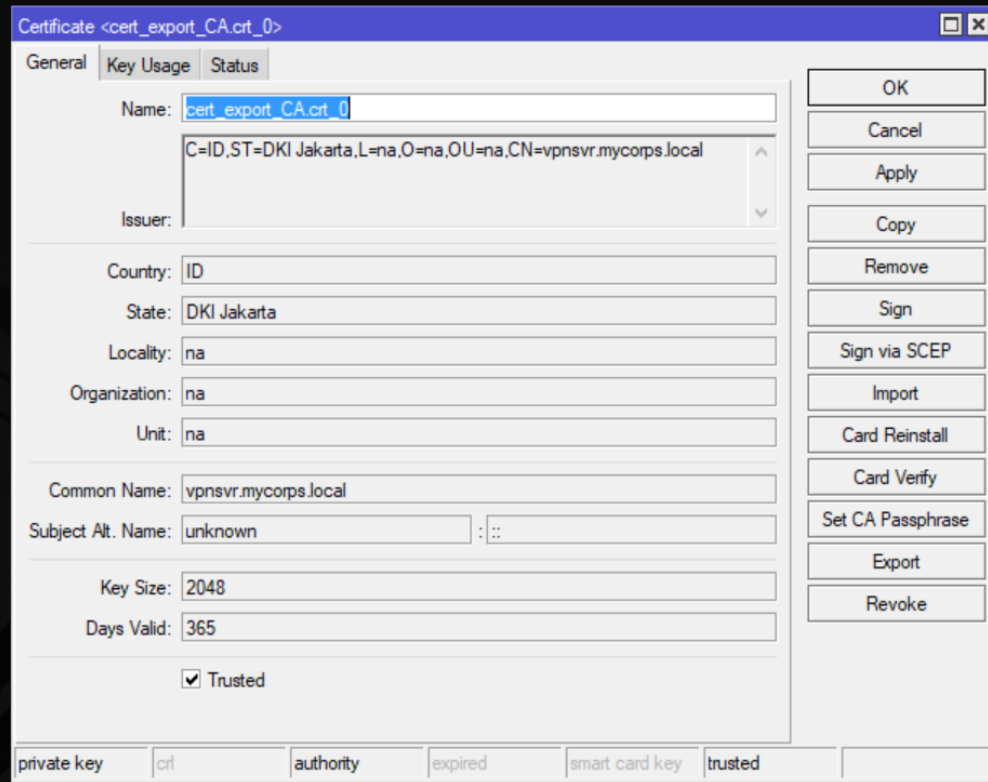 Certificate <cert_export_CA.crt_0>
General Key Usage Status
Name: cert_export_CA.crt_0
C=ID,ST=DKI Jakarta,L=na,O=na,OU=na,CN=vpnsvr.mycorps.local
Issuer:
Country: ID
State: DKI Jakarta
Locality: na
Organization: na
Unit: na
Common Name: vpnsvr.mycorps.local
Subject Alt. Name: unknown : ::
Key Size: 2048
Days Valid: 365
Trusted
OK
Cancel
Apply
Copy
Remove
Sign
Sign via SCEP
Import
Card Reinstall
Card Verify
Set CA Passphrase
Export
Revoke
private key crl authority expired smart card key trusted